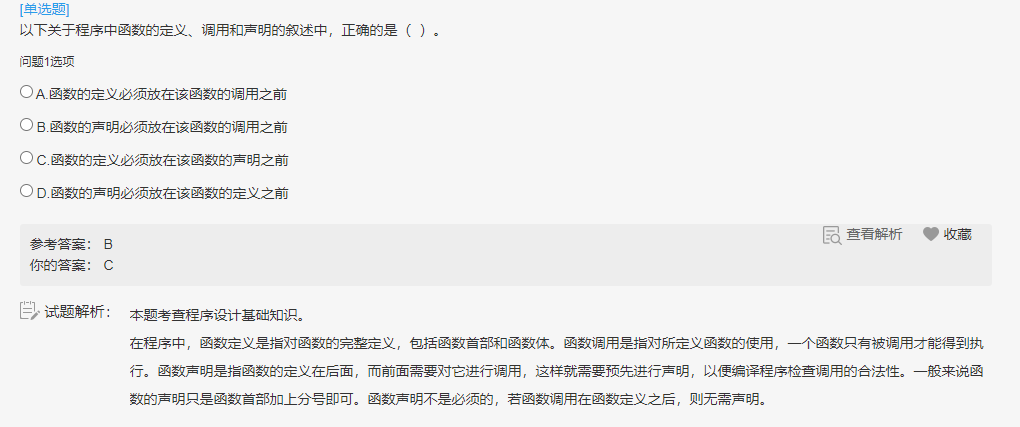 [单选题]
以下关于程序中函数的定义、调用和声明的叙述中，正确的是（ ）。
问题1选项
A.函数的定义必须放在该函数的调用之前
B.函数的声明必须放在该函数的调用之前
C.函数的定义必须放在该函数的声明之前
D.函数的声明必须放在该函数的定义之前
查看解析 收藏
参考答案： B
你的答案： C
试题解析： 本题考查程序设计基础知识。
在程序中，函数定义是指对函数的完整定义，包括函数首部和函数体。函数调用是指对所定义函数的使用，一个函数只有被调用才能得到执
行。函数声明是指函数的定义在后面，而前面需要对它进行调用，这样就需要预先进行声明，以便编译程序检查调用的合法性。一般来说函
数的声明只是函数首部加上分号即可。函数声明不是必须的，若函数调用在函数定义之后，则无需声明。